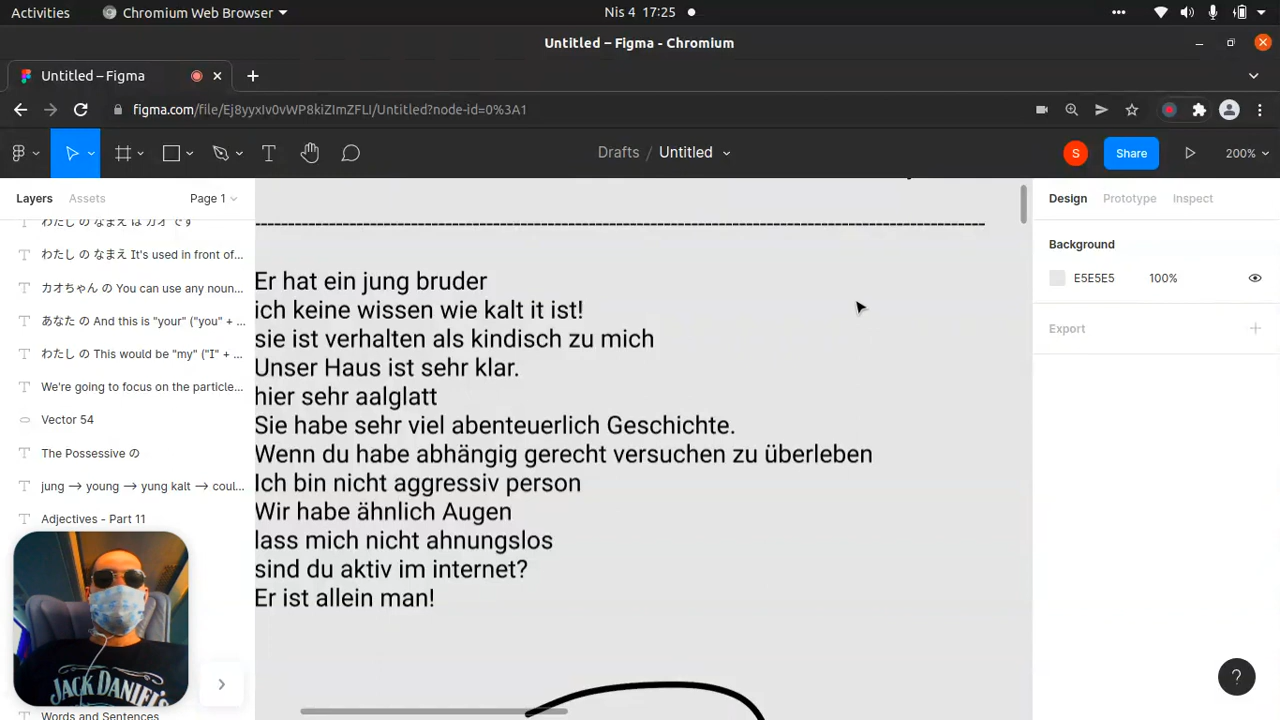 Activities
Chromium Web Browser
Nis 4 17:25
Untitled – Figma - Chromium
Untitled – Figma
figma.com/file/Ej8yyxIv0vWP8kiZImZFLI/Untitled?node-id=0%3A1
Drafts / Untitled
S
Share
200%
Layers
Assets
Page 1
Design
Prototype
Inspect
わたし の なまえ は カオ です
わたし の なまえ It's used in front of...
カオちゃん の You can use any noun...
あなた の And this is "your" ("you" + ...
わたし の This would be "my" ("I" + ...
We're going to focus on the particle...
Vector 54
The Possessive の
jung → young → yung kalt → coul...
Adjectives - Part 11
Words and Sentences
Er hat ein jung bruder
ich keine wissen wie kalt it ist!
sie ist verhalten als kindisch zu mich
Unser Haus ist sehr klar.
hier sehr aalglatt
Sie habe sehr viel abenteuerlich Geschichte.
Wenn du habe abhängig gerecht versuchen zu überleben
Ich bin nicht aggressiv person
Wir habe ähnlich Augen
lass mich nicht ahnungslos
sind du aktiv im internet?
Er ist allein man!
Background
E5E5E5
100%
Export
JACK DANIEL'S
?